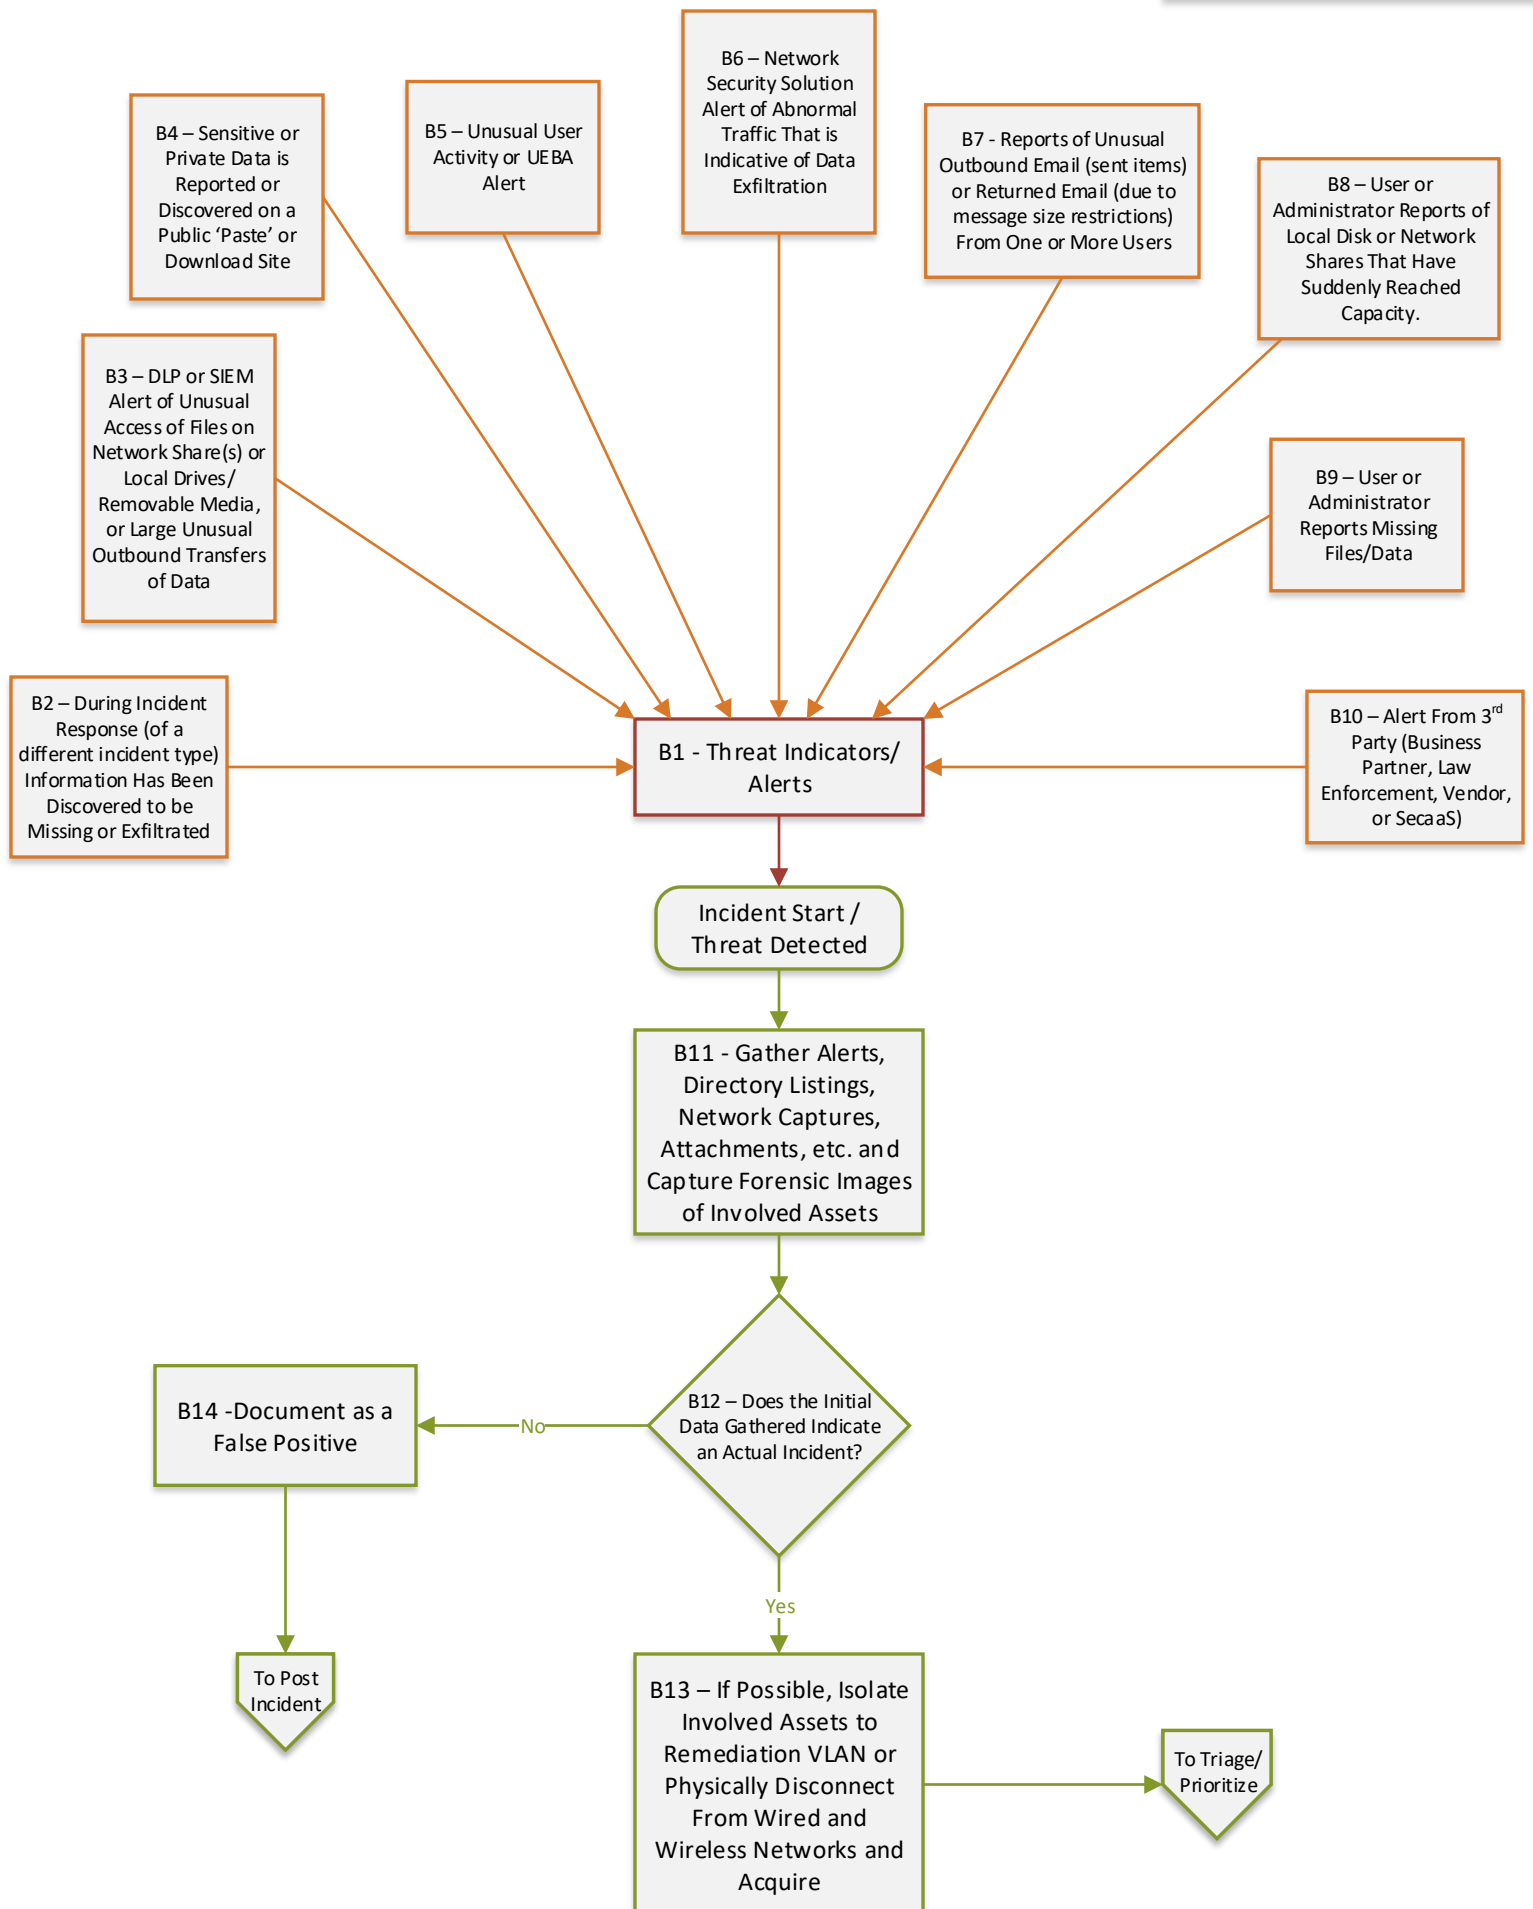 B6 – Network
Security Solution
Alert of Abnormal
Traffic That is
Indicative of Data
Exfiltration
B4 – Sensitive or
Private Data is
Reported or
Discovered on a
Public ‘Paste’ or
Download Site
B5 – Unusual User
Activity or UEBA
Alert
B7 - Reports of Unusual
Outbound Email (sent items)
or Returned Email (due to
message size restrictions)
From One or More Users
B8 – User or
Administrator Reports of
Local Disk or Network
Shares That Have
Suddenly Reached
Capacity.
B3 – DLP or SIEM
Alert of Unusual
Access of Files on
Network Share(s) or
Local Drives/
Removable Media,
or Large Unusual
Outbound Transfers
of Data
B9 – User or
Administrator
Reports Missing
Files/Data
B2 – During Incident
Response (of a
different incident type)
Information Has Been
Discovered to be
Missing or Exfiltrated
B1 - Threat Indicators/
Alerts
B10 – Alert From 3rd
Party (Business
Partner, Law
Enforcement, Vendor,
or SecaaS)
Incident Start /
Threat Detected
B11 - Gather Alerts,
Directory Listings,
Network Captures,
Attachments, etc. and
Capture Forensic Images
of Involved Assets
B12 – Does the Initial
Data Gathered Indicate
an Actual Incident?
No
B14 -Document as a
False Positive
Yes
To Post
Incident
B13 – If Possible, Isolate
Involved Assets to
Remediation VLAN or
Physically Disconnect
From Wired and
Wireless Networks and
Acquire
To Triage/
Prioritize